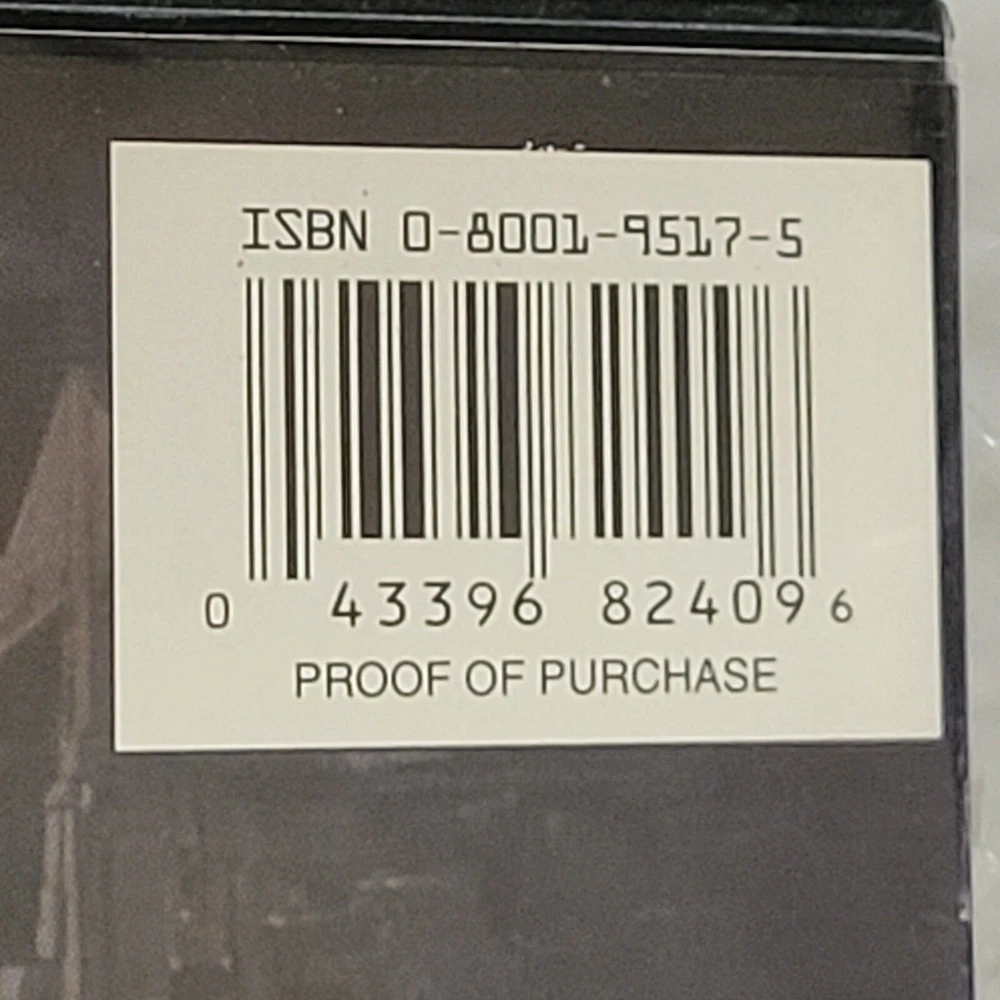 ISBN 0-8001-9517-5
0 43396 82409 6
PROOF OF PURCHASE